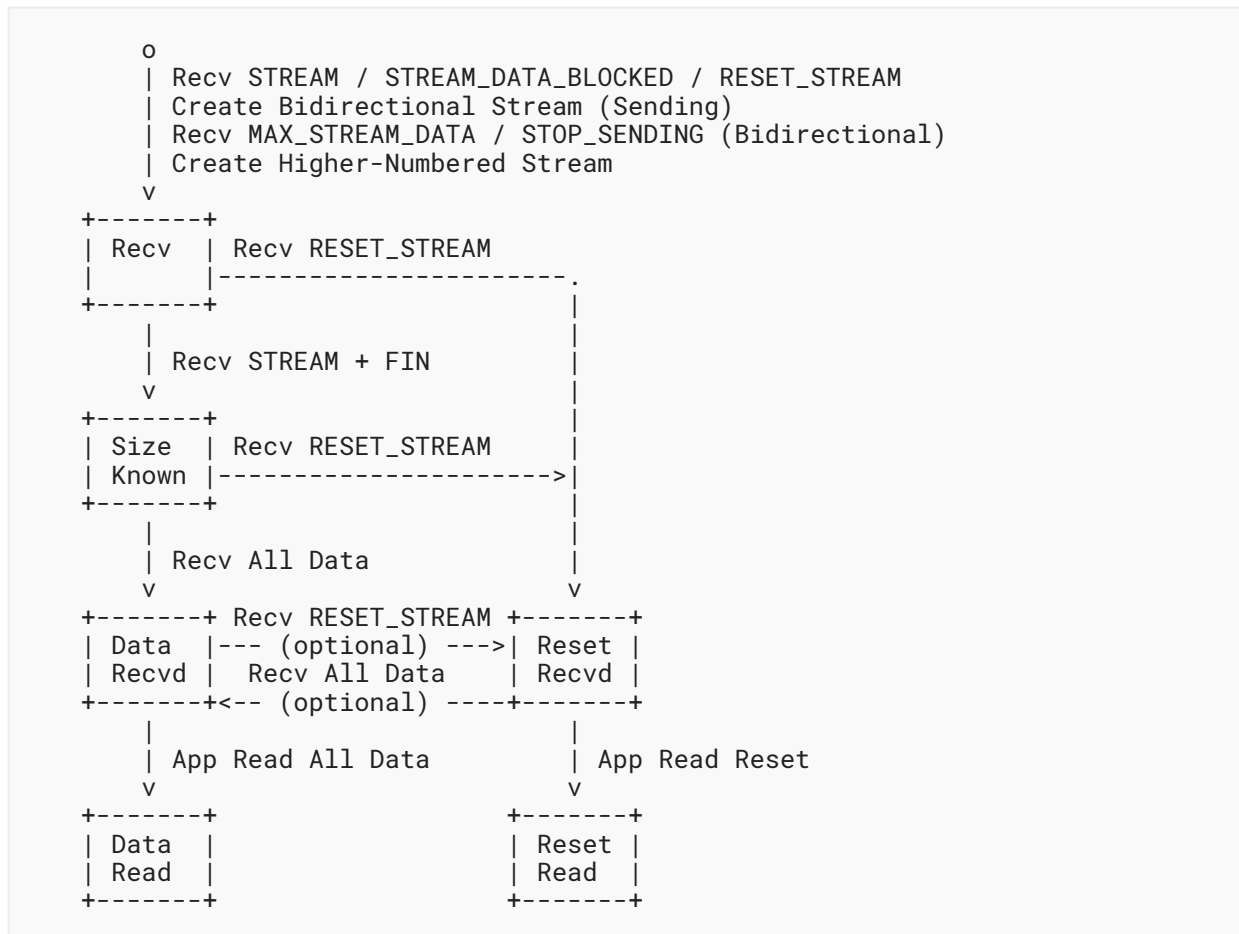 o
| Recv STREAM / STREAM_DATA_BLOCKED / RESET_STREAM
| Create Bidirectional Stream (Sending)
| Recv MAX_STREAM_DATA / STOP_SENDING (Bidirectional)
| Create Higher-Numbered Stream
v
+-------+
| Recv  | Recv RESET_STREAM
|       |-----------------------.
+-------+                       |
    |                           |
    | Recv STREAM + FIN         |
    v                           |
+-------+                       |
| Size  | Recv RESET_STREAM     |
| Known |---------------------->|
+-------+                       |
    |                           |
    | Recv All Data             |
    v                           v
+-------+ Recv RESET_STREAM +-------+
| Data  |--- (optional) --->| Reset |
| Recvd |  Recv All Data    | Recvd |
+-------+<-- (optional) ----+-------+
    |                           |
    | App Read All Data         | App Read Reset
    v                           v
+-------+                   +-------+
| Data  |                   | Reset |
| Read  |                   | Read  |
+-------+                   +-------+